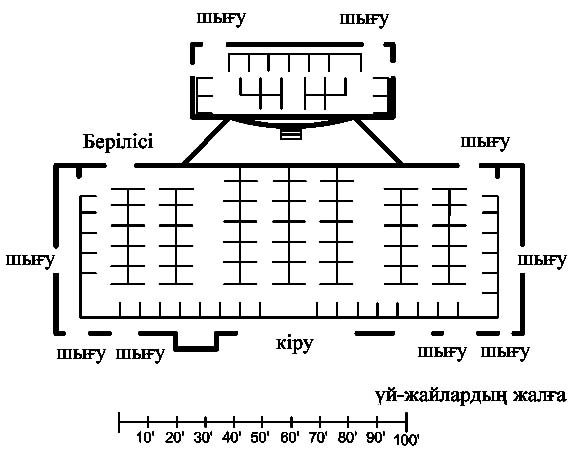 шығу шығу
Берілісі шығу
шығу шығу
кіру
шығу шығу шығу шығу
үй-жайлардың жалға
10' 20' 30' 40' 50' 60' 70' 80' 90' 100'